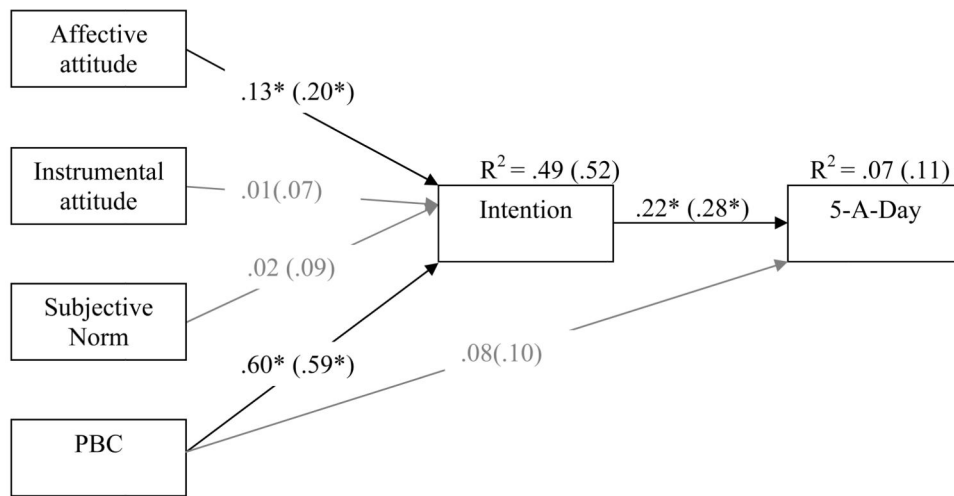 Affective
attitude
.13* (.20*)
Instrumental
attitude
.01(.07)
R2 = .49 (.52)
Intention
.22* (.28*)
R2 = .07 (.11)
5-A-Day
.02 (.09)
Subjective
Norm
.60* (.59*)
.08(.10)
PBC